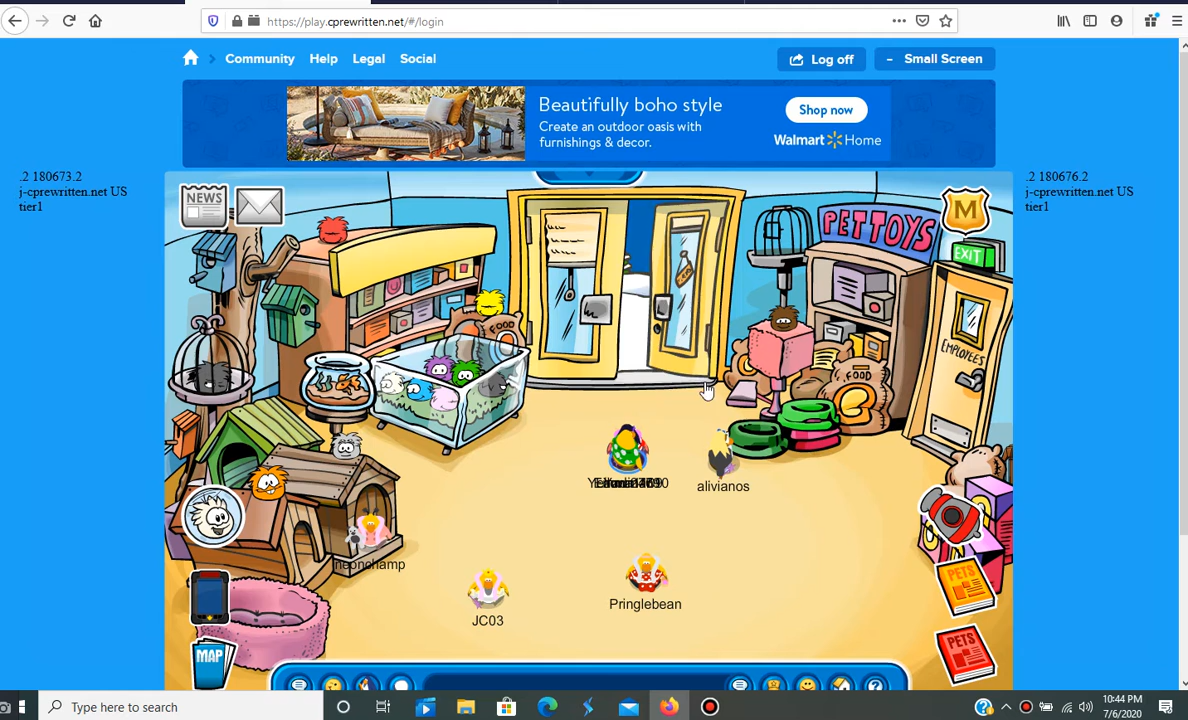 https://play.cprewritten.net/#/login
Community Help Legal Social
Log off
– Small Screen
Beautifully boho style
Create an outdoor oasis with
furnishings & decor.
Shop now
Walmart Home
.2 180673.2
j-cprewritten.net US
tier1
.2 180676.2
j-cprewritten.net US
tier1
NEWS
M
PET TOYS
EXIT
EMPLOYEES
FOOD
FOOD
alivianos
neonchamp
Pringlebean
JC03
PETS
PETS
MAP
Type here to search
10:44 PM
7/6/2020